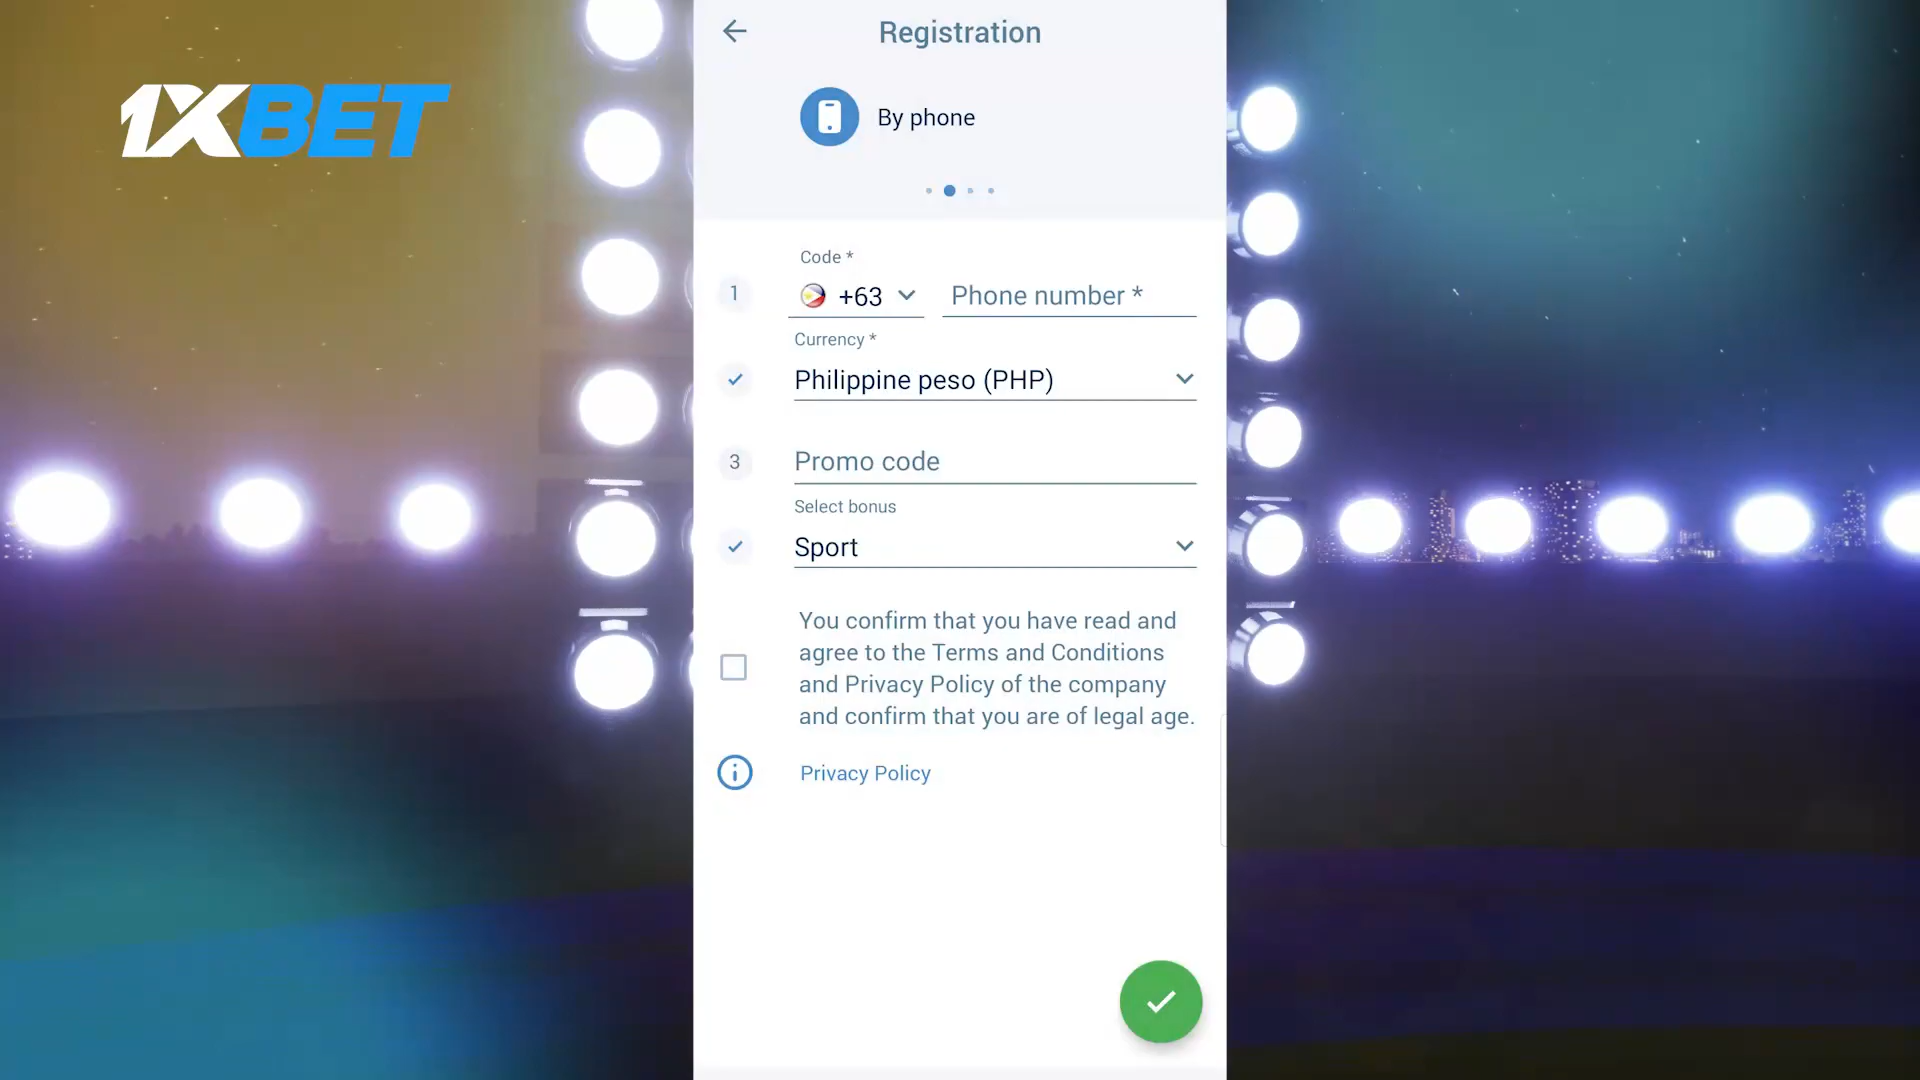 1XBET
Registration
By phone
Code *
1
+63
Phone number *
Currency *
Philippine peso (PHP)
3
Promo code
Select bonus
Sport
You confirm that you have read and
agree to the Terms and Conditions
and Privacy Policy of the company
and confirm that you are of legal age.
Privacy Policy